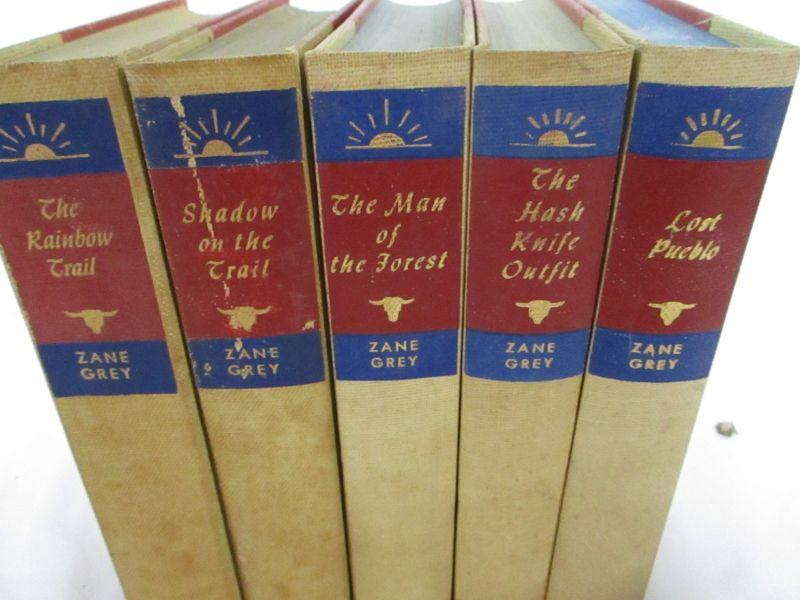 The
Rainbow
Trail
ZANE
GREY
Shadow
on the
Trail
ZANE
GREY
The Man
of
the Forest
ZANE
GREY
The
Hash
Knife
Outfit
ZANE
GREY
Lost
Pueblo
ZANE
GREY